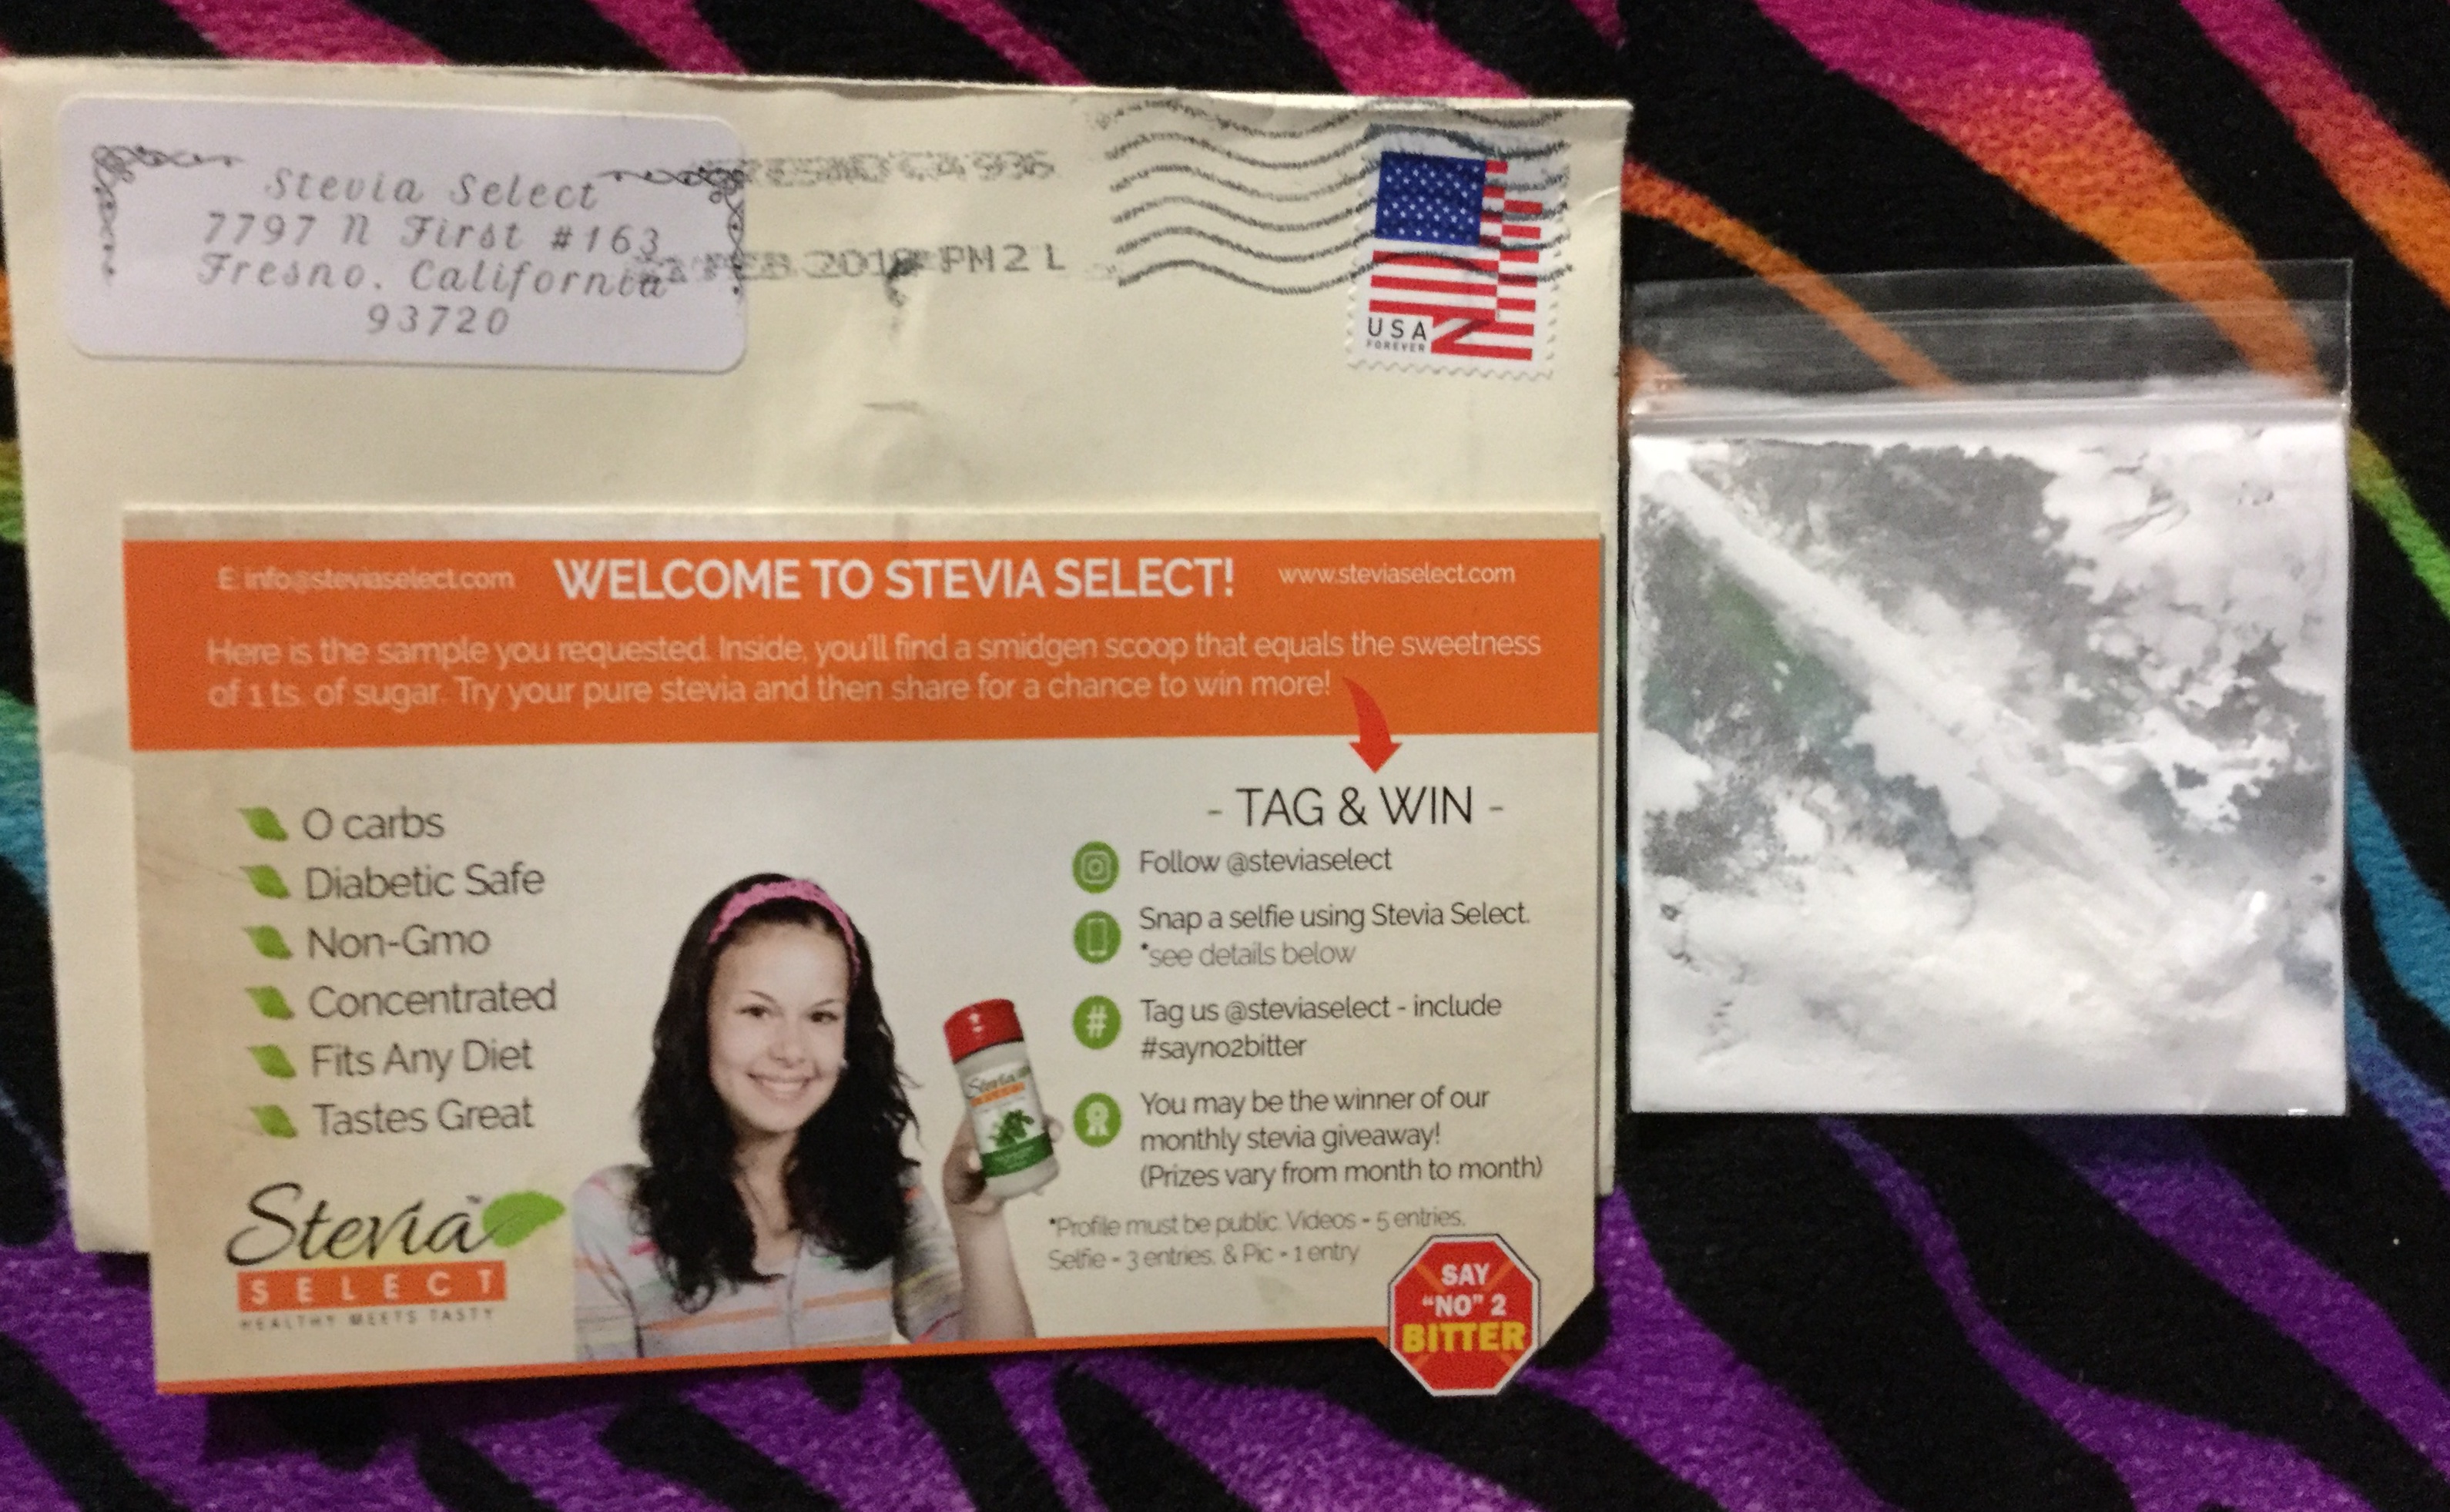 Stevia Select
7797 N First #163
Fresno, California
93720
FEB 2018 PM 2 L
USA
FOREVER
E: info@steviaselect.com
WELCOME TO STEVIA SELECT!
www.steviaselect.com
Here is the sample you requested. Inside, you'll find a smidgen scoop that equals the sweetness
of 1 ts. of sugar. Try your pure stevia and then share for a chance to win more!
0 carbs
Diabetic Safe
Non-Gmo
Concentrated
Fits Any Diet
Tastes Great
Stevia™
SELECT
HEALTHY MEETS TASTY
Stevia
- TAG & WIN -
Follow @steviaselect
Snap a selfie using Stevia Select.
*see details below
#
Tag us @steviaselect - include
#sayno2bitter
You may be the winner of our
monthly stevia giveaway!
(Prizes vary from month to month)
*Profile must be public. Videos - 5 entries,
Selfie - 3 entries, & Pic - 1 entry
SAY
"NO" 2
BITTER